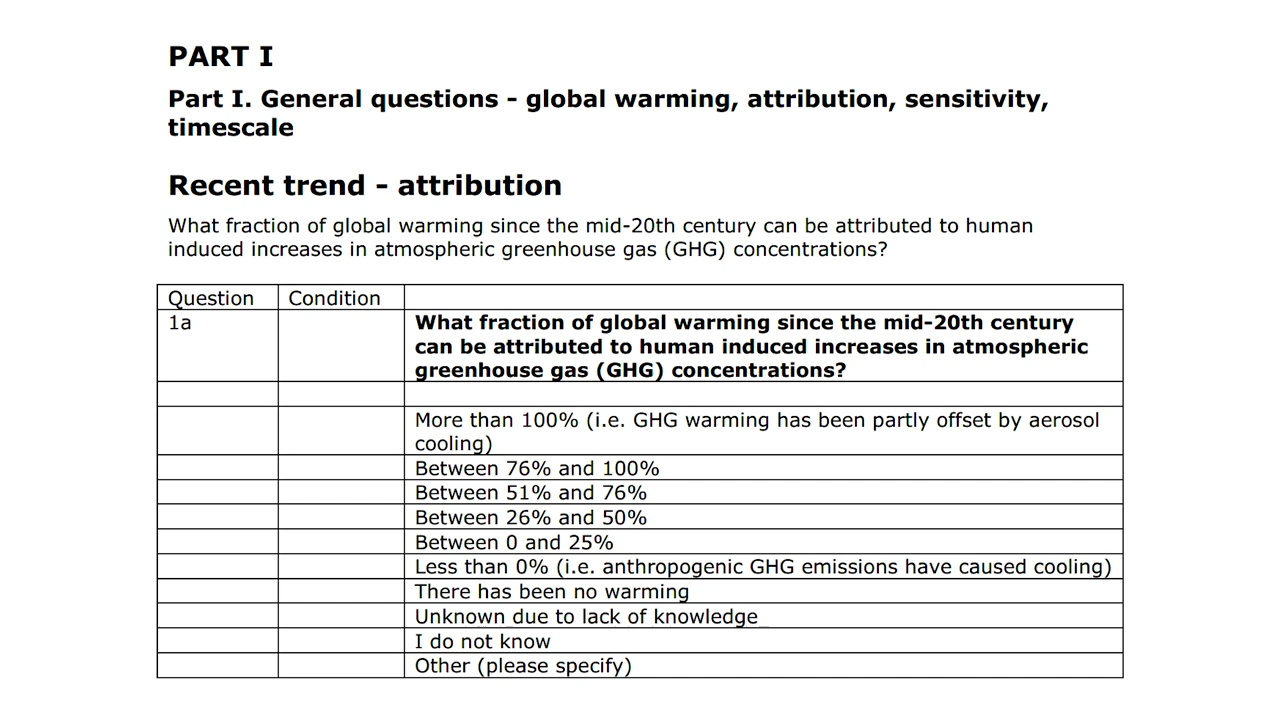 PART I
Part I. General questions - global warming, attribution, sensitivity,
timescale
Recent trend - attribution
What fraction of global warming since the mid-20th century can be attributed to human
induced increases in atmospheric greenhouse gas (GHG) concentrations?
Question Condition
1a What fraction of global warming since the mid-20th century
can be attributed to human induced increases in atmospheric
greenhouse gas (GHG) concentrations?
More than 100% (i.e. GHG warming has been partly offset by aerosol
cooling)
Between 76% and 100%
Between 51% and 76%
Between 26% and 50%
Between 0 and 25%
Less than 0% (i.e. anthropogenic GHG emissions have caused cooling)
There has been no warming
Unknown due to lack of knowledge
I do not know
Other (please specify)